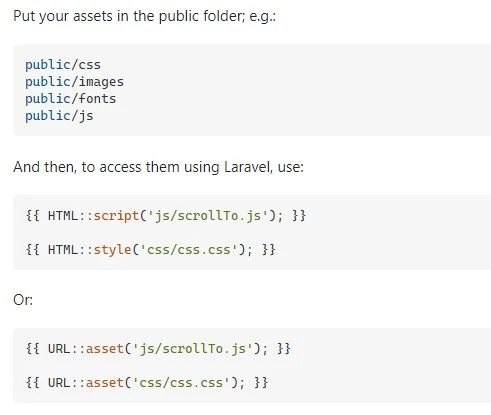 Put your assets in the public folder; e.g.:
public/css
public/images
public/fonts
public/js
And then, to access them using Laravel, use:
{{ HTML::script('js/scrollTo.js'); }}
{{ HTML::style('css/css.css'); }}
Or:
{{ URL::asset('js/scrollTo.js'); }}
{{ URL::asset('css/css.css'); }}